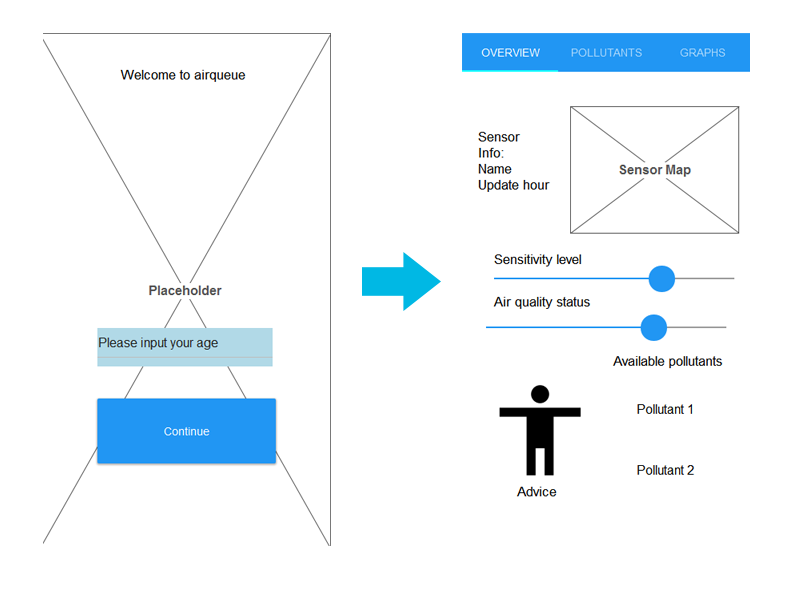 Welcome to airqueue
Placeholder
Please input your age
Continue
OVERVIEW POLLUTANTS GRAPHS
Sensor
Info:
Name
Update hour
Sensor Map
Sensitivity level
Air quality status
Available pollutants
Pollutant 1
Pollutant 2
Advice